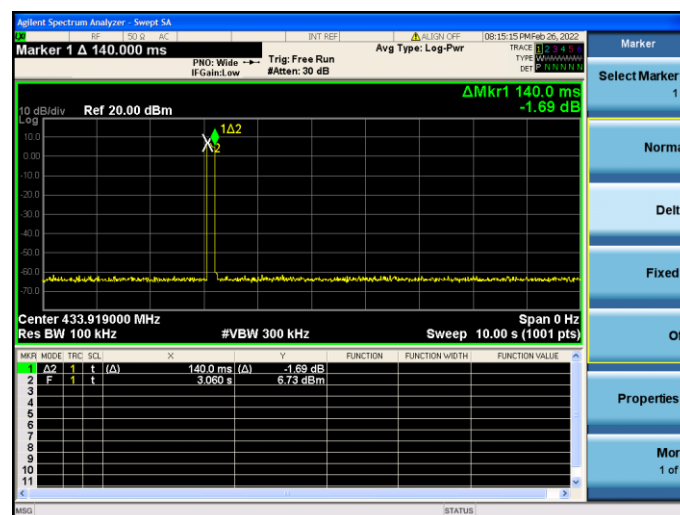 Agilent Spectrum Analyzer - Swept SA
LXI RF 50 Ω AC INT REF ALIGN OFF 08:15:15 PM Feb 26, 2022
Marker 1 Δ 140.000 ms
PNO: Wide
IFGain:Low
Trig: Free Run
#Atten: 30 dB
Avg Type: Log-Pwr
TRACE 1 2 3 4 5 6
TYPE W
DET P N N N N N
ΔMkr1 140.0 ms
-1.69 dB
10 dB/div Ref 20.00 dBm
Log
10.0
0.00
-10.0
-20.0
-30.0
-40.0
-50.0
-60.0
-70.0
1Δ2
2
Center 433.919000 MHz Span 0 Hz
Res BW 100 kHz #VBW 300 kHz Sweep 10.00 s (1001 pts)
MKR MODE TRC SCL X Y FUNCTION FUNCTION WIDTH FUNCTION VALUE
1 Δ2 1 t (Δ) 140.0 ms (Δ) -1.69 dB
2 F 1 t 3.060 s 6.73 dBm
3
4
5
6
7
8
9
10
11
MSG STATUS
Marker
Select Marker
1
Norma
Delt
Fixed
Of
Properties
Mor
1 of